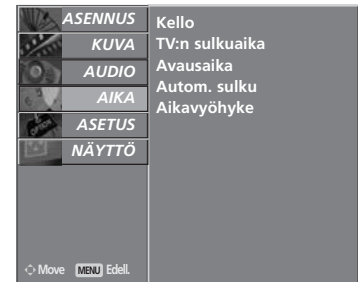 ASENNUS
KUVA
AUDIO
AIKA
ASETUS
NÄYTTÖ
Kello
TV:n sulkuaika
Avausaika
Autom. sulku
Aikavyöhyke
Move MENU Edell.